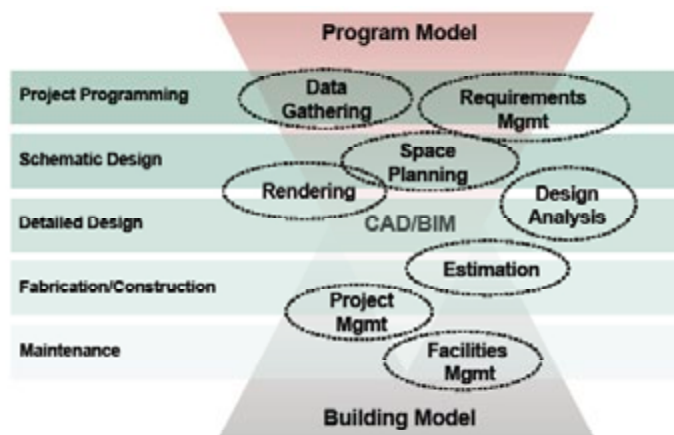 Program Model
Project Programming
Data
Gathering
Requirements
Mgmt
Schematic Design
Space
Planning
Rendering
Design
Analysis
Detailed Design
CAD/BIM
Estimation
Fabrication/Construction
Project
Mgmt
Maintenance
Facilities
Mgmt
Building Model